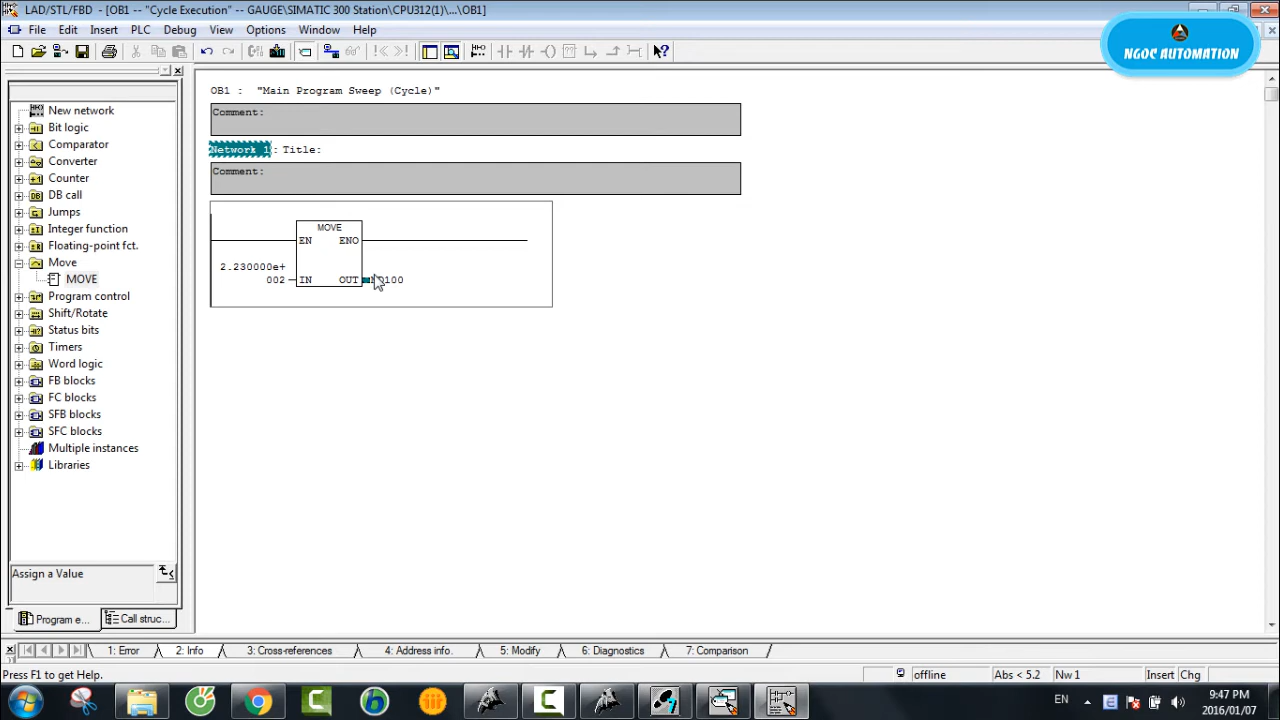 LAD/STL/FBD - [OB1 -- "Cycle Execution" -- GAUGE\SIMATIC 300 Station\CPU312(1)\...\OB1]
File Edit Insert PLC Debug View Options Window Help
NGOC AUTOMATION
New network
Bit logic
Comparator
Converter
Counter
DB call
Jumps
Integer function
Floating-point fct.
Move
MOVE
Program control
Shift/Rotate
Status bits
Timers
Word logic
FB blocks
FC blocks
SFB blocks
SFC blocks
Multiple instances
Libraries
Assign a Value
Program e... Call struc...
OB1 : "Main Program Sweep (Cycle)"
Comment:
Network 1: Title:
Comment:
MOVE
EN ENO
2.230000e+
002 IN OUT
1: Error 2: Info 3: Cross-references 4: Address info. 5: Modify 6: Diagnostics 7: Comparison
Press F1 to get Help. offline Abs < 5.2 Nw 1 Insert Chg
EN 9:47 PM
2016/01/07